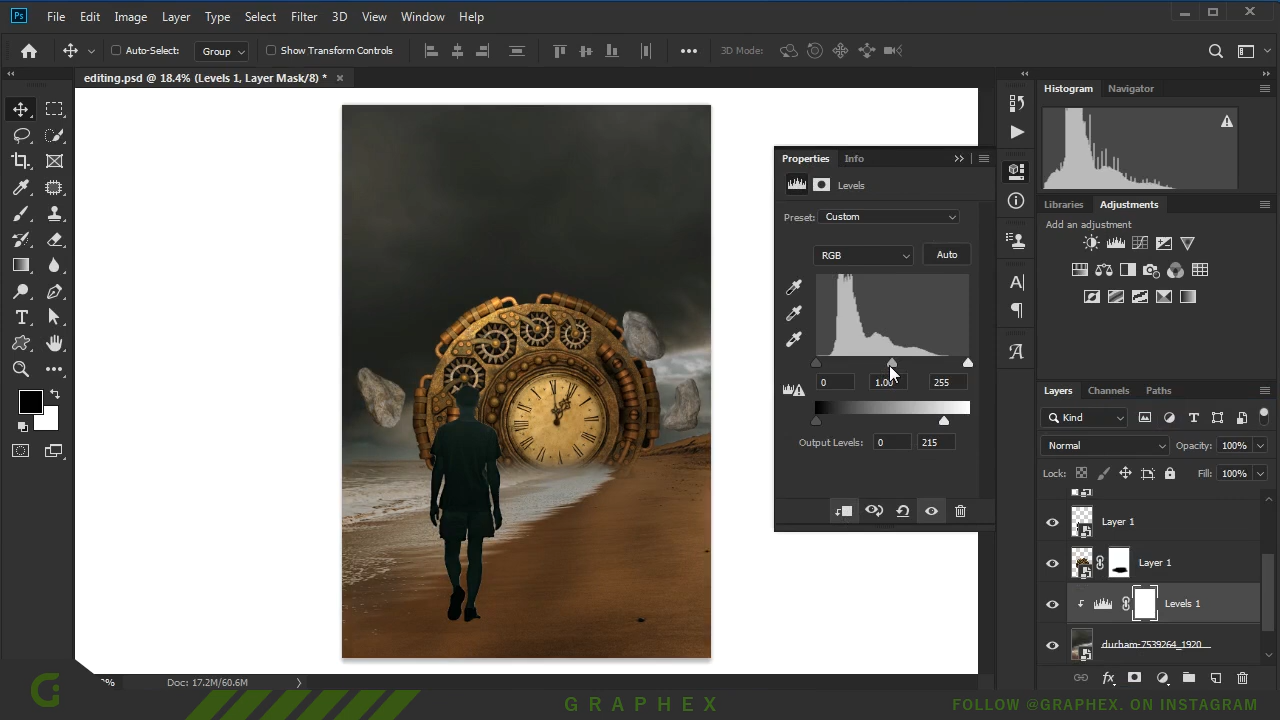 Ps File Edit Image Layer Type Select Filter 3D View Window Help
Auto-Select: Group Show Transform Controls 3D Mode:
editing.psd @ 18.4% (Levels 1, Layer Mask/8) *
Properties Info
Levels
Preset: Custom
RGB Auto
0 1.00 255
Output Levels: 0 215
Histogram Navigator
Libraries Adjustments
Add an adjustment
Layers Channels Paths
Kind
Normal Opacity: 100%
Lock: Fill: 100%
Layer 1
Layer 1
Levels 1
durham-7539264_1920
Doc: 17.2M/60.6M
GRAPHEX
FOLLOW @GRAPHEX. ON INSTAGRAM